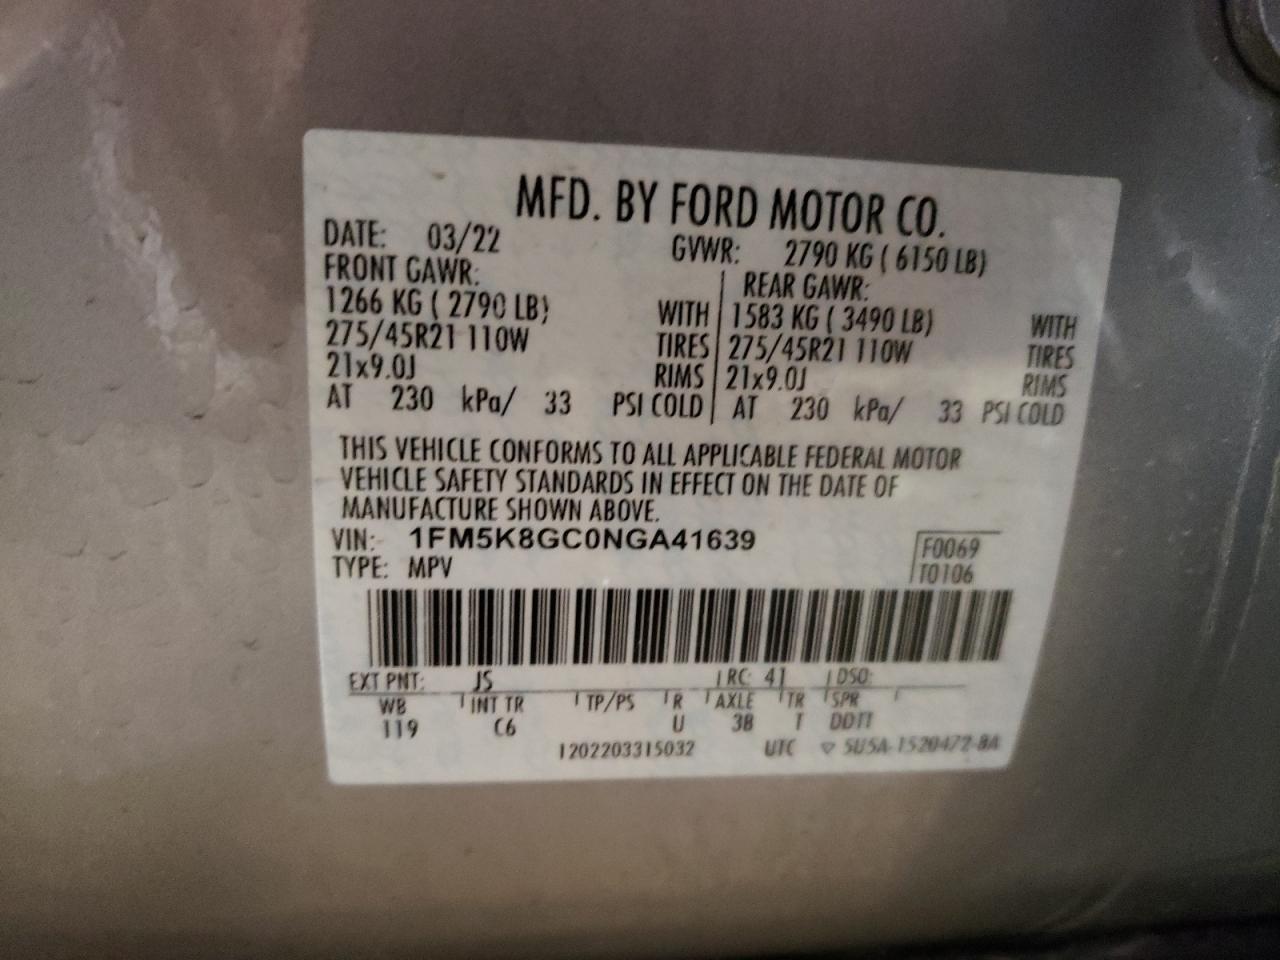 MFD. BY FORD MOTOR CO.
DATE: 03/22 GVWR: 2790 KG ( 6150 LB)
FRONT GAWR: REAR GAWR:
1266 KG ( 2790 LB) WITH 1583 KG ( 3490 LB) WITH
275/45R21 110W TIRES 275/45R21 110W TIRES
21x9.0J RIMS 21x9.0J RIMS
AT 230 kPa/ 33 PSI COLD AT 230 kPa/ 33 PSI COLD
THIS VEHICLE CONFORMS TO ALL APPLICABLE FEDERAL MOTOR
VEHICLE SAFETY STANDARDS IN EFFECT ON THE DATE OF
MANUFACTURE SHOWN ABOVE.
VIN: 1FM5K8GC0NGA41639 F0069
TYPE: MPV T0106
EXT PNT: JS RC: 41 DSO:
WB INT TR TP/PS R AXLE TR SPR
119 C6 U 3B T DDTT
1202203315032 UTC ▽ 5U5A-1520472-8A